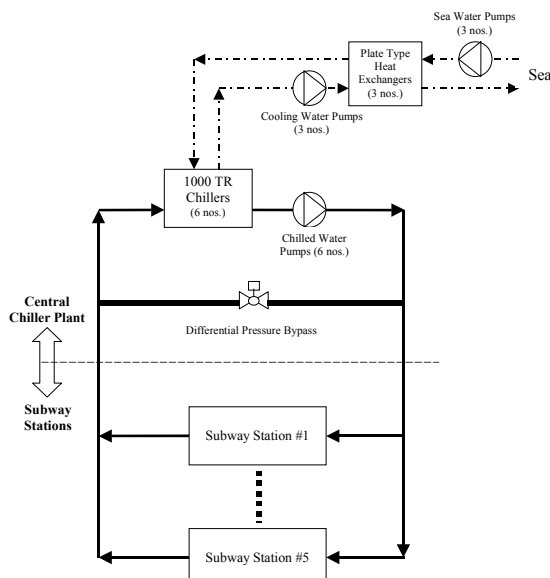 Sea Water Pumps
(3 nos.)
Plate Type
Heat
Exchangers
(3 nos.)
Sea
Cooling Water Pumps
(3 nos.)
1000 TR
Chillers
(6 nos.)
Chilled Water
Pumps (6 nos.)
Central
Chiller Plant
Differential Pressure Bypass
Subway
Stations
Subway Station #1
Subway Station #5